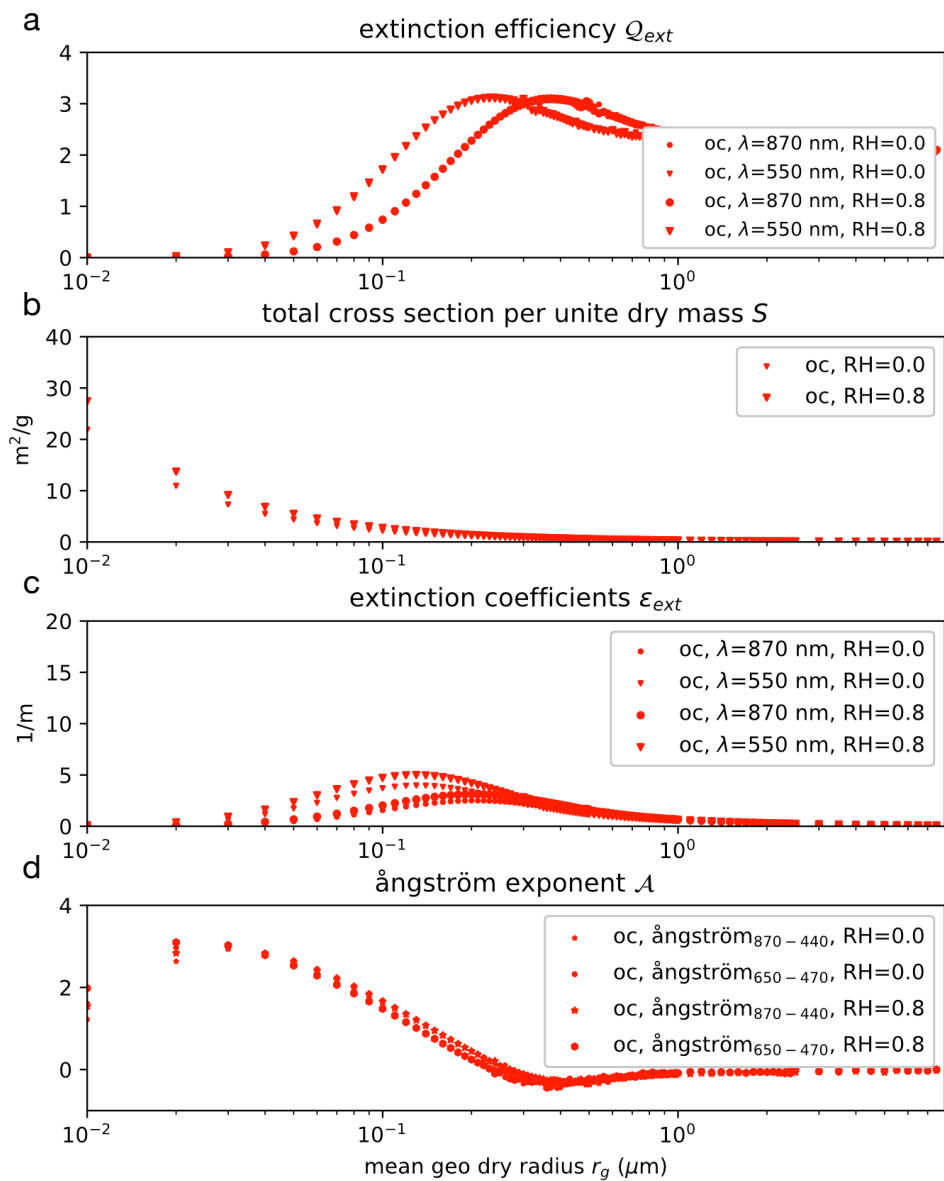 a
extinction efficiency 𝒬ext
4
3
2
1
0
oc, λ=870 nm, RH=0.0
oc, λ=550 nm, RH=0.0
oc, λ=870 nm, RH=0.8
oc, λ=550 nm, RH=0.8
10⁻² 10⁻¹ 10⁰
b
total cross section per unite dry mass S
40
30
20
10
0
m²/g
oc, RH=0.0
oc, RH=0.8
10⁻² 10⁻¹ 10⁰
c
extinction coefficients εext
20
15
10
5
0
1/m
oc, λ=870 nm, RH=0.0
oc, λ=550 nm, RH=0.0
oc, λ=870 nm, RH=0.8
oc, λ=550 nm, RH=0.8
10⁻² 10⁻¹ 10⁰
d
ångström exponent 𝒜
4
2
0
oc, ångström₈₇₀₋₄₄₀, RH=0.0
oc, ångström₆₅₀₋₄₇₀, RH=0.0
oc, ångström₈₇₀₋₄₄₀, RH=0.8
oc, ångström₆₅₀₋₄₇₀, RH=0.8
10⁻² 10⁻¹ 10⁰
mean geo dry radius rg (μm)